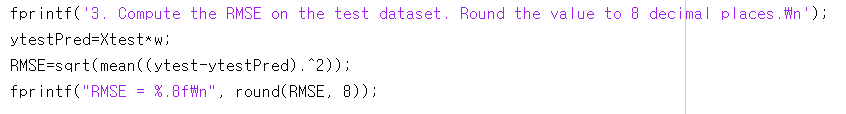 fprintf('3. Compute the RMSE on the test dataset. Round the value to 8 decimal places.₩n');
ytestPred=Xtest*w;
RMSE=sqrt(mean((ytest-ytestPred).^2));
fprintf("RMSE = %.8f₩n", round(RMSE, 8));